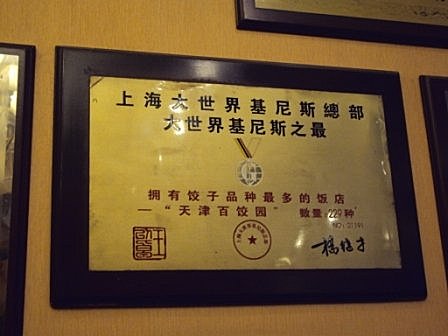 上海大世界基尼斯總部
大世界基尼斯之最
拥有饺子品种最多的饭店
—“天津百饺园” 数量:229种